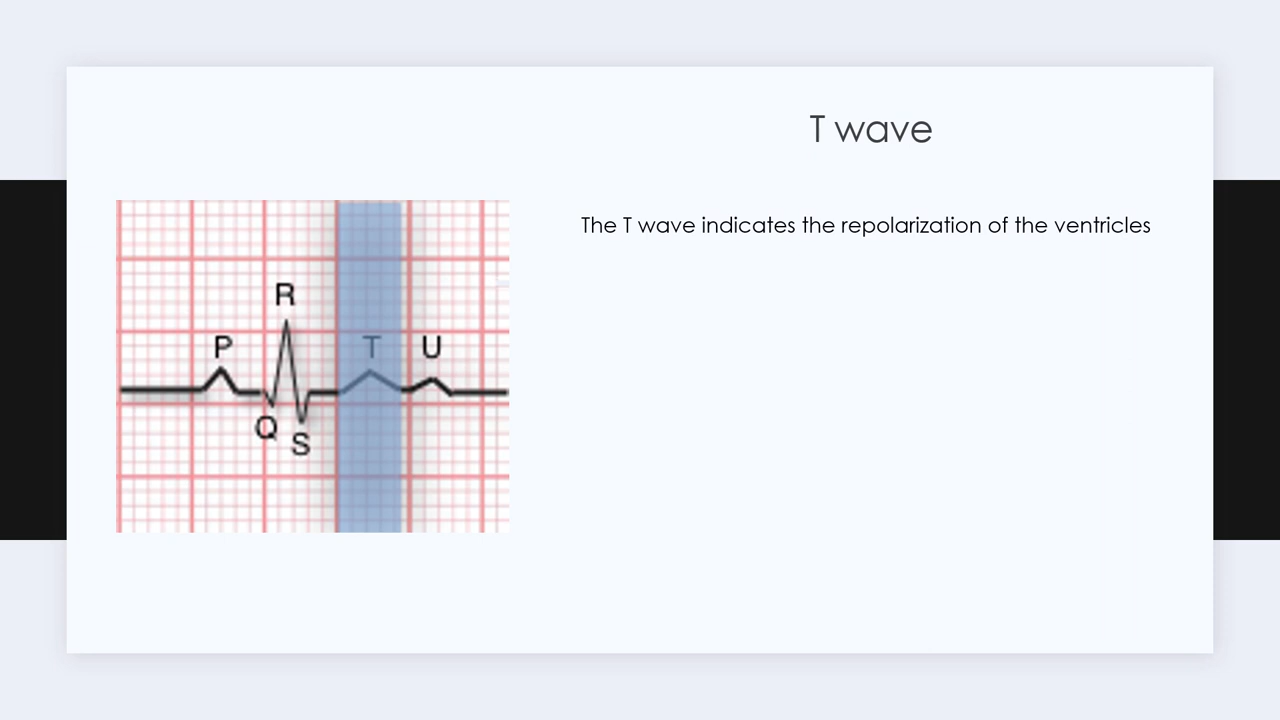 T wave
The T wave indicates the repolarization of the ventricles
R
P
T
U
Q
S